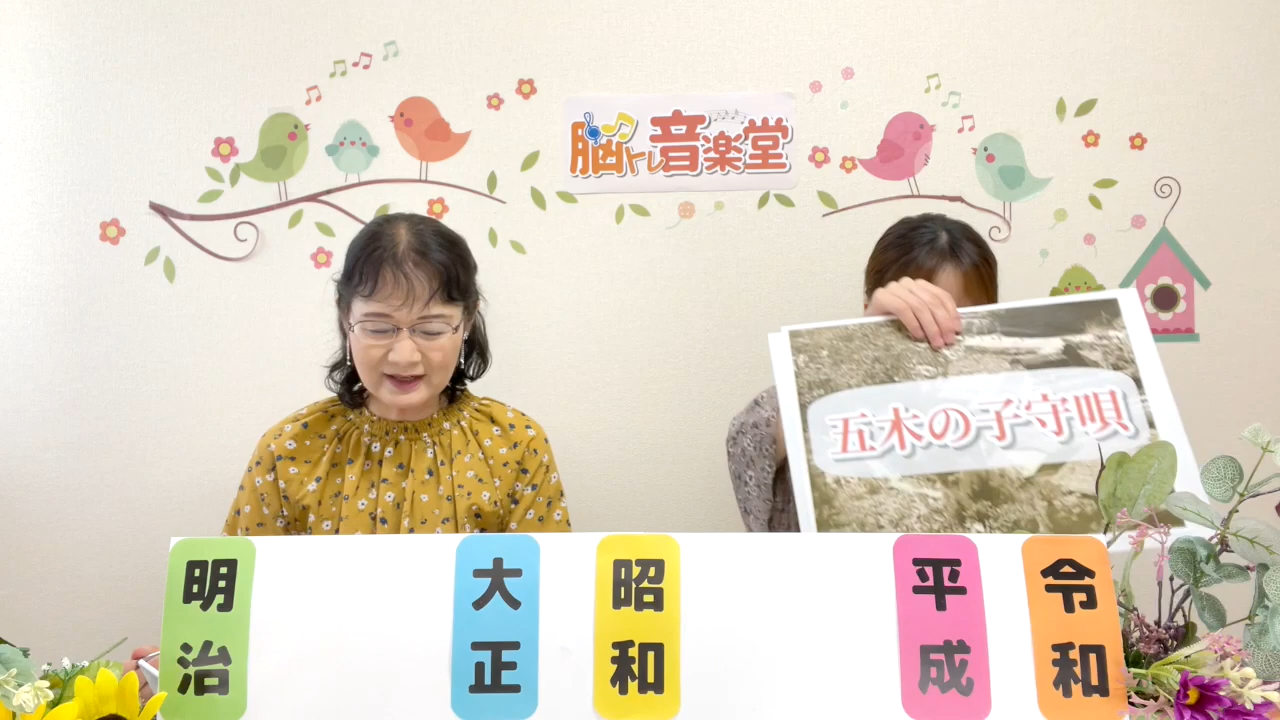 脳トレ音楽堂
五木の子守唄
明治
大正
昭和
平成
令和